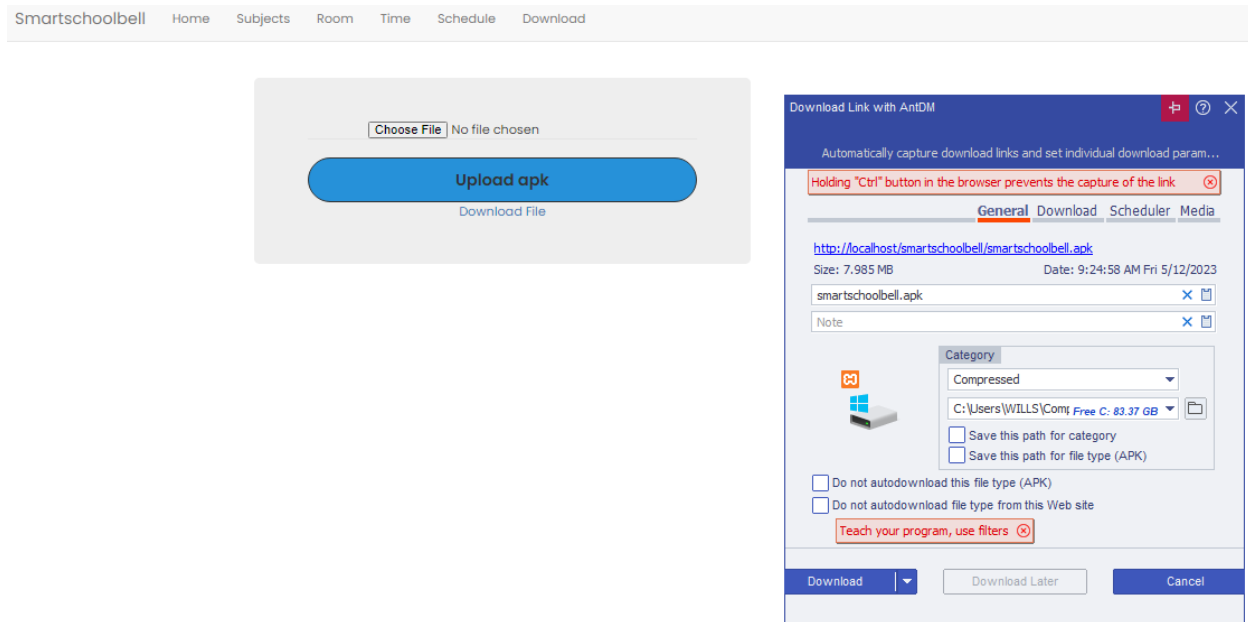 Smartschoolbell Home Subjects Room Time Schedule Download
Choose File No file chosen
Upload apk
Download File
Download Link with AntDM
Automatically capture download links and set individual download param...
Holding "Ctrl" button in the browser prevents the capture of the link
General Download Scheduler Media
http://localhost/smartschoolbell/smartschoolbell.apk
Size: 7.985 MB Date: 9:24:58 AM Fri 5/12/2023
smartschoolbell.apk
Note
Category
Compressed
C:\Users\WILLS\Comp Free C: 83.37 GB
Save this path for category
Save this path for file type (APK)
Do not autodownload this file type (APK)
Do not autodownload file type from this Web site
Teach your program, use filters
Download Download Later Cancel